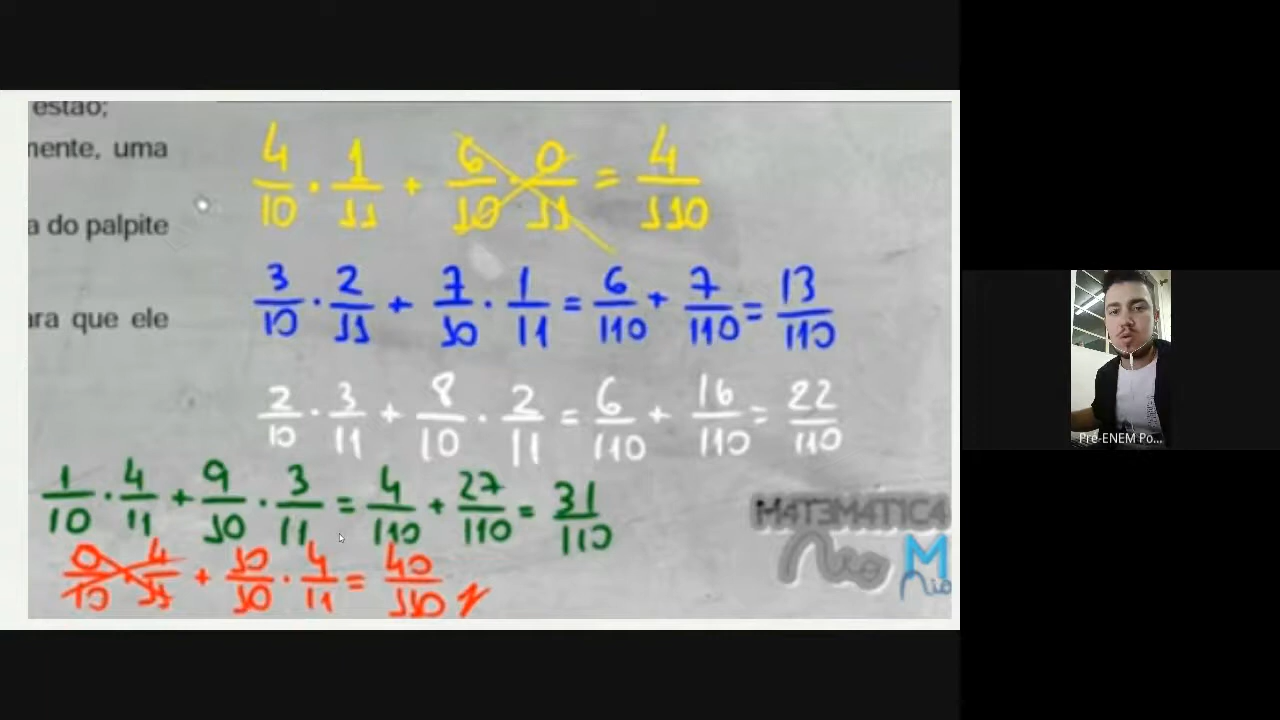 estão;
mente, uma
a do palpite
ara que ele
4/10 · 1/11 + 6/10 · 0/11 = 4/110
3/10 · 2/11 + 7/10 · 1/11 = 6/110 + 7/110 = 13/110
2/10 · 3/11 + 8/10 · 2/11 = 6/110 + 16/110 = 22/110
1/10 · 4/11 + 9/10 · 3/11 = 4/110 + 27/110 = 31/110
0/10 4/11 + 10/10 · 4/11 = 40/110
MAT3M4T1C4
Nio
M
Nio
Pré-ENEM Po...